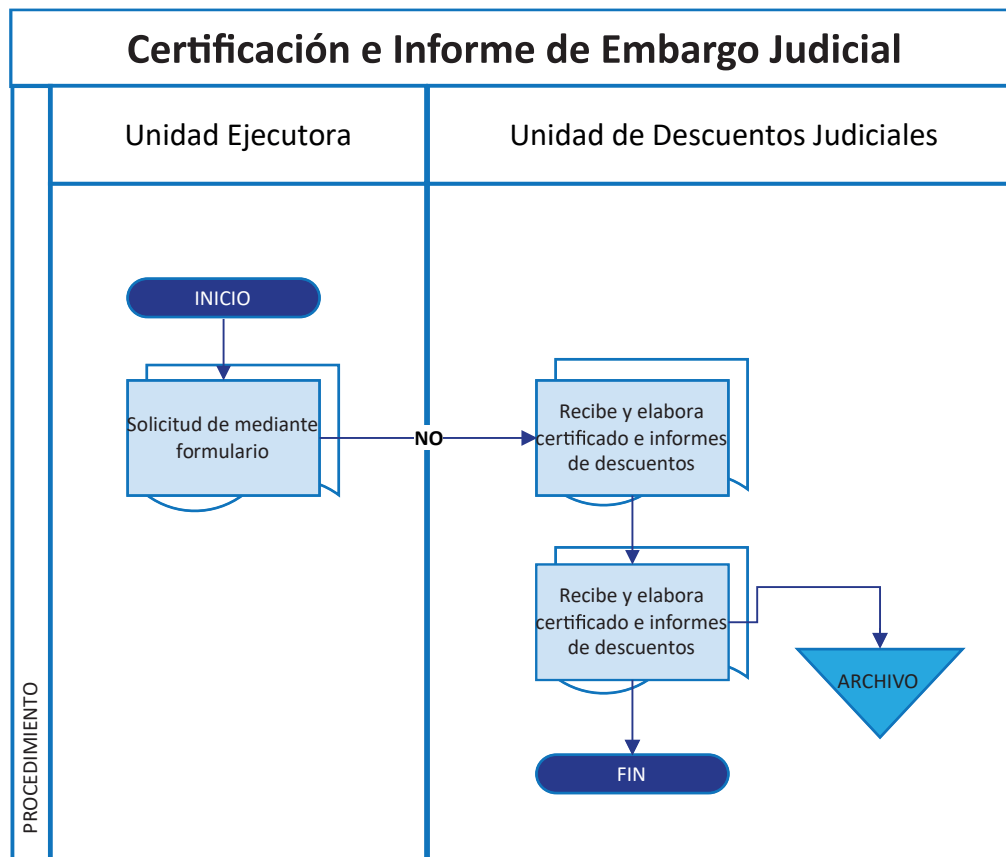 Certificación e Informe de Embargo Judicial
Unidad Ejecutora
Unidad de Descuentos Judiciales
INICIO
Solicitud de mediante
formulario
NO
Recibe y elabora
certificado e informes
de descuentos
Recibe y elabora
certificado e informes
de descuentos
ARCHIVO
FIN
PROCEDIMIENTO